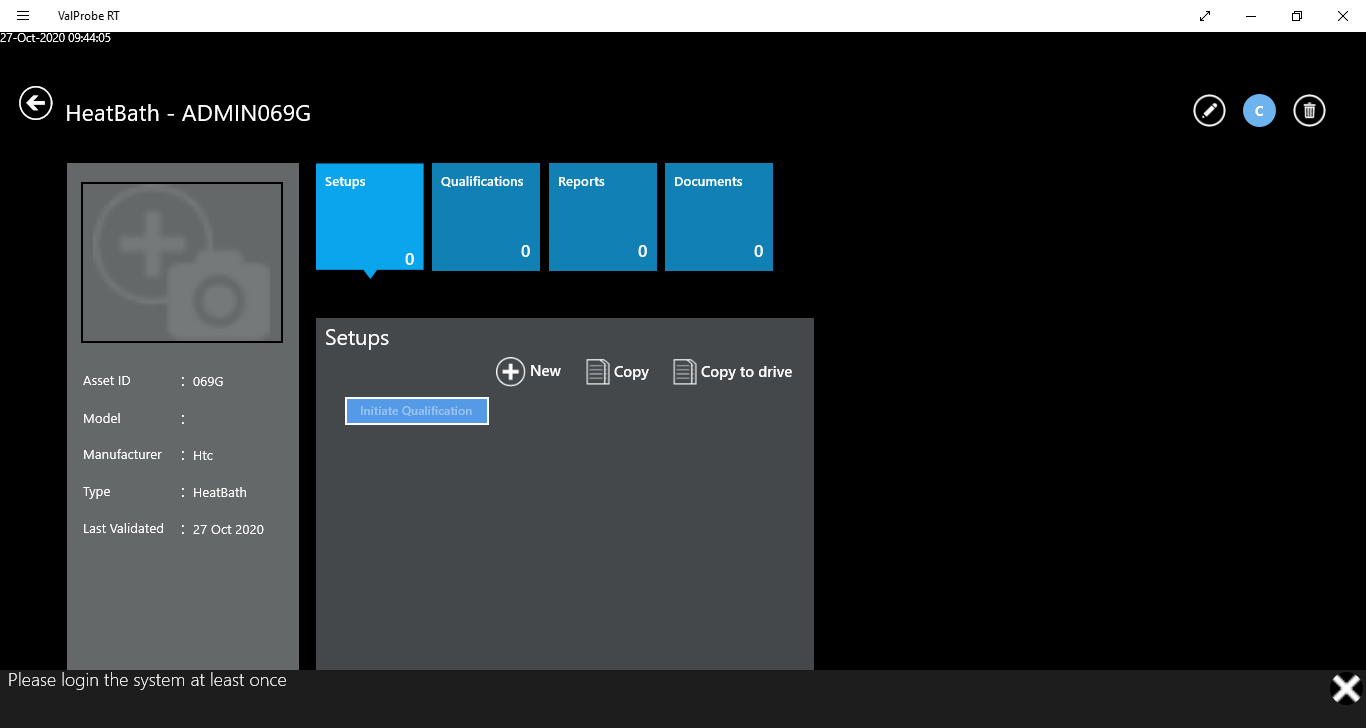 ValProbe RT
27-Oct-2020 09:44:05
HeatBath - ADMIN069G
C
Setups
0
Qualifications
0
Reports
0
Documents
0
Asset ID : 069G
Model :
Manufacturer : Htc
Type : HeatBath
Last Validated : 27 Oct 2020
Setups
New Copy Copy to drive
Initiate Qualification
Please login the system at least once